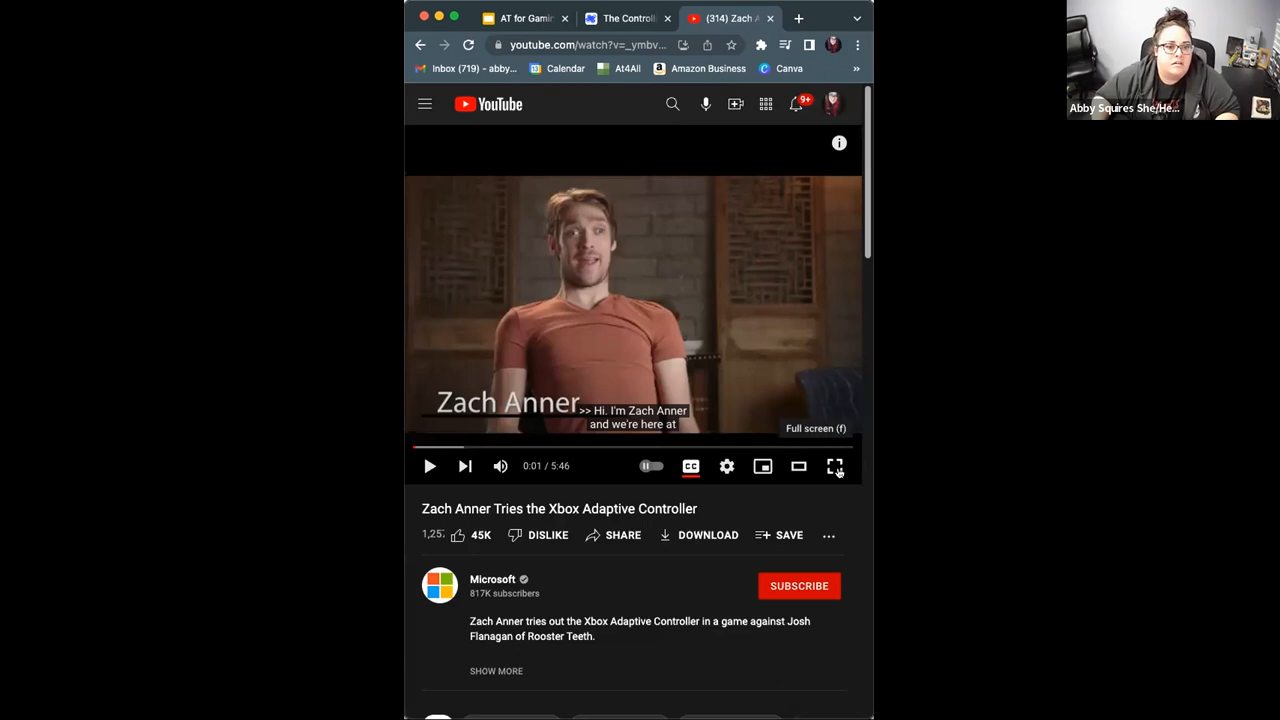 AT for Gamin
The Controll
(314) Zach A
youtube.com/watch?v=_ymbv...
Inbox (719) - abby...
Calendar
At4All
Amazon Business
Canva
»
YouTube
9+
Zach Anner
>> Hi. I'm Zach Anner
and we're here at
Full screen (f)
0:01 / 5:46
CC
Zach Anner Tries the Xbox Adaptive Controller
1,25
45K
DISLIKE
SHARE
DOWNLOAD
SAVE
...
Microsoft
817K subscribers
SUBSCRIBE
Zach Anner tries out the Xbox Adaptive Controller in a game against Josh
Flanagan of Rooster Teeth.
SHOW MORE
Abby Squires She/He...